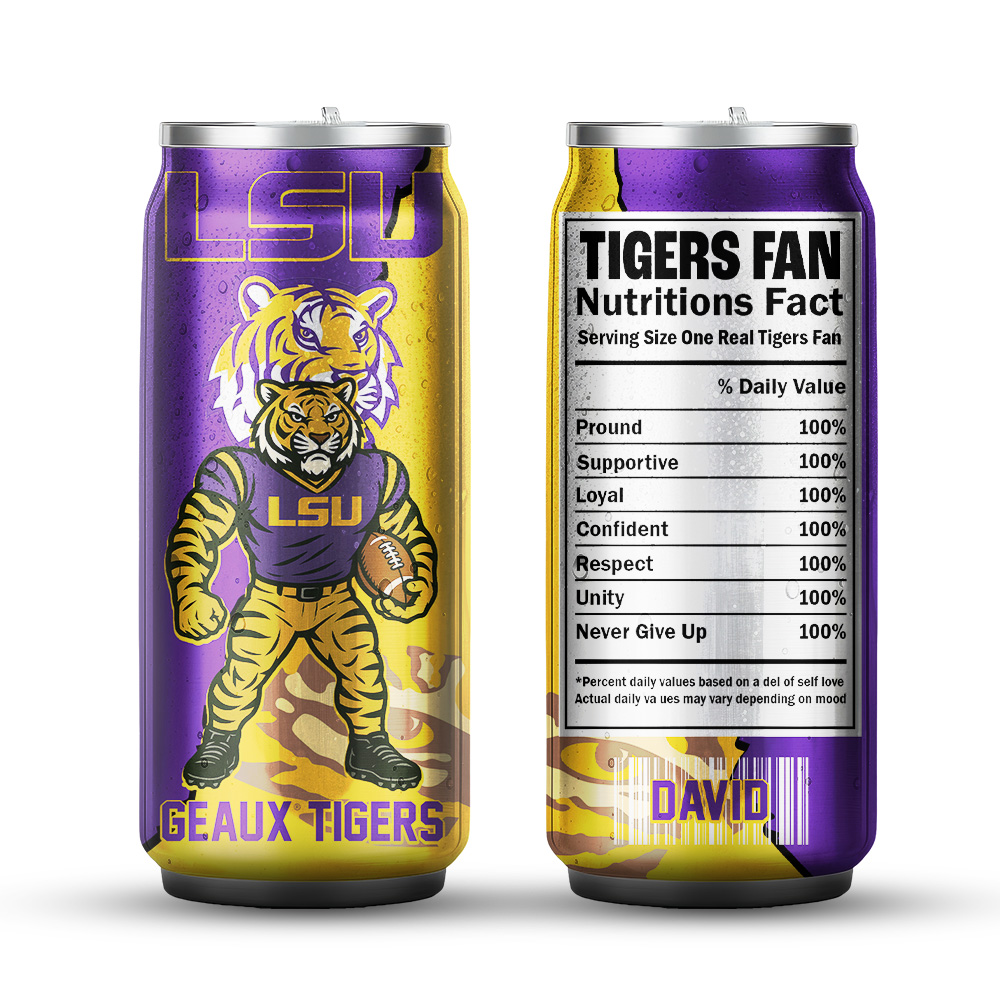 LSU
LSU
GEAUX® TIGERS
TIGERS FAN
Nutritions Fact
Serving Size One Real Tigers Fan
% Daily Value
Pround 100%
Supportive 100%
Loyal 100%
Confident 100%
Respect 100%
Unity 100%
Never Give Up 100%
*Percent daily values based on a del of self love
Actual daily va ues may vary depending on mood
DAVID